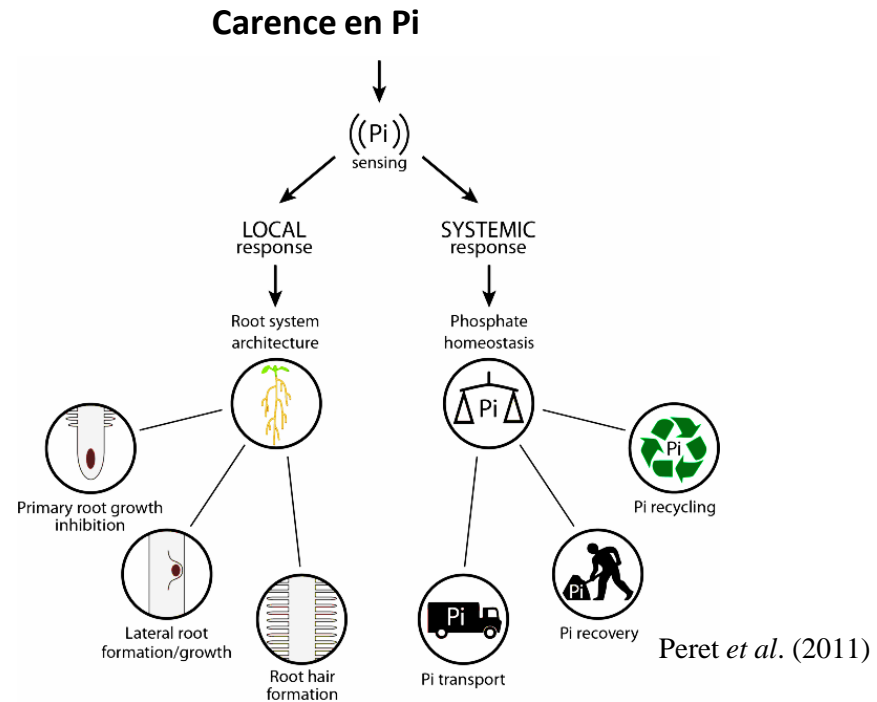 Carence en Pi
((Pi))
sensing
LOCAL
response
SYSTEMIC
response
Root system
architecture
Phosphate
homeostasis
Pi
Pi
Primary root growth
inhibition
Pi recycling
Pi
Pi
Lateral root
formation/growth
Root hair
formation
Pi transport
Pi recovery
Peret et al. (2011)